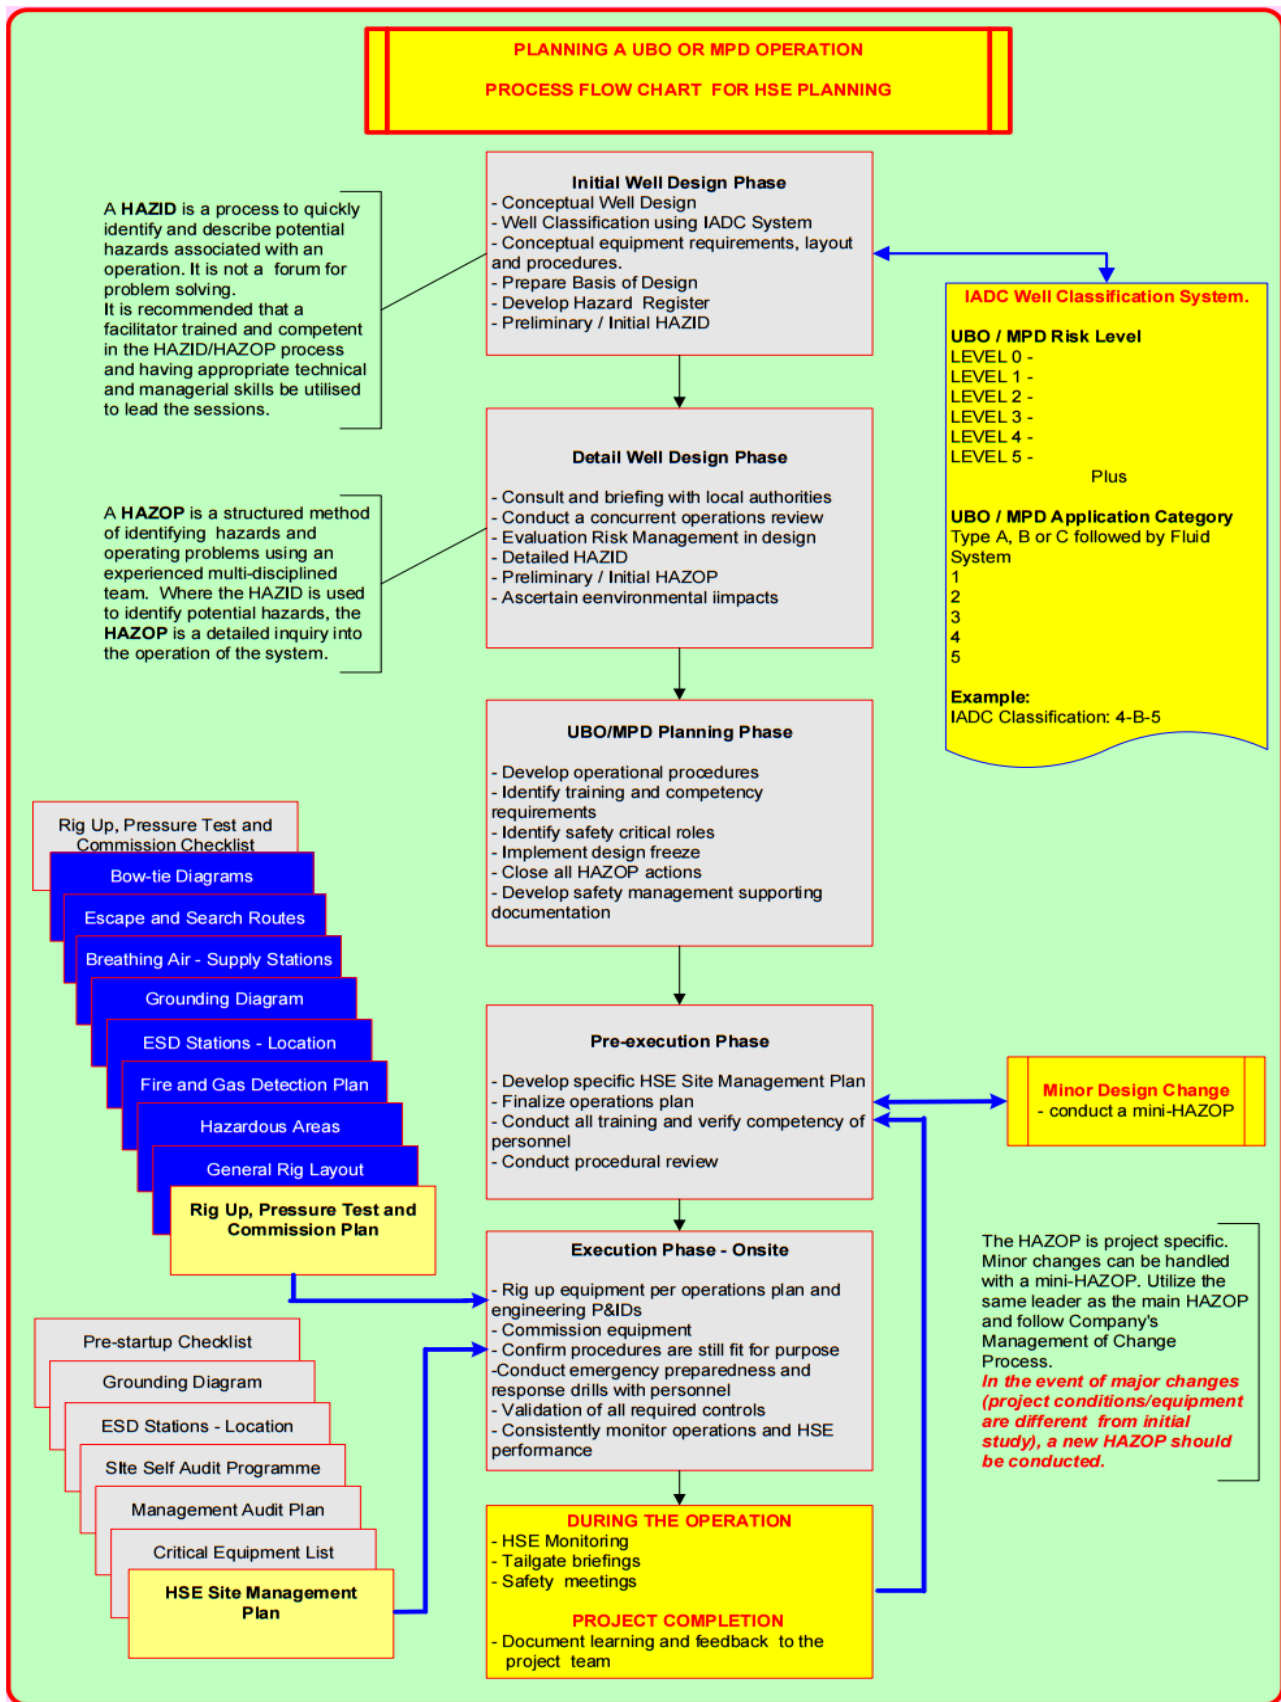 PLANNING A UBO OR MPD OPERATION
PROCESS FLOW CHART FOR HSE PLANNING
Initial Well Design Phase
- Conceptual Well Design
- Well Classification using IADC System
- Conceptual equipment requirements, layout
and procedures.
- Prepare Basis of Design
- Develop Hazard Register
- Preliminary / Initial HAZID
A HAZID is a process to quickly
identify and describe potential
hazards associated with an
operation. It is not a forum for
problem solving.
It is recommended that a
facilitator trained and competent
in the HAZID/HAZOP process
and having appropriate technical
and managerial skills be utilised
to lead the sessions.
IADC Well Classification System.
UBO / MPD Risk Level
LEVEL 0 -
LEVEL 1 -
LEVEL 2 -
LEVEL 3 -
LEVEL 4 -
LEVEL 5 -
Plus
UBO / MPD Application Category
Type A, B or C followed by Fluid
System
1
2
3
4
5
Example:
IADC Classification: 4-B-5
Detail Well Design Phase
- Consult and briefing with local authorities
- Conduct a concurrent operations review
- Evaluation Risk Management in design
- Detailed HAZID
- Preliminary / Initial HAZOP
- Ascertain eenvironmental iimpacts
A HAZOP is a structured method
of identifying hazards and
operating problems using an
experienced multi-disciplined
team. Where the HAZID is used
to identify potential hazards, the
HAZOP is a detailed inquiry into
the operation of the system.
UBO/MPD Planning Phase
- Develop operational procedures
- Identify training and competency
requirements
- Identify safety critical roles
- Implement design freeze
- Close all HAZOP actions
- Develop safety management supporting
documentation
Rig Up, Pressure Test and
Commission Checklist
Bow-tie Diagrams
Escape and Search Routes
Breathing Air - Supply Stations
Grounding Diagram
ESD Stations - Location
Fire and Gas Detection Plan
Hazardous Areas
General Rig Layout
Rig Up, Pressure Test and
Commission Plan
Pre-execution Phase
- Develop specific HSE Site Management Plan
- Finalize operations plan
- Conduct all training and verify competency of
personnel
- Conduct procedural review
Minor Design Change
- conduct a mini-HAZOP
Execution Phase - Onsite
- Rig up equipment per operations plan and
engineering P&IDs
- Commission equipment
- Confirm procedures are still fit for purpose
-Conduct emergency preparedness and
response drills with personnel
- Validation of all required controls
- Consistently monitor operations and HSE
performance
The HAZOP is project specific.
Minor changes can be handled
with a mini-HAZOP. Utilize the
same leader as the main HAZOP
and follow Company's
Management of Change
Process.
In the event of major changes
(project conditions/equipment
are different from initial
study), a new HAZOP should
be conducted.
Pre-startup Checklist
Grounding Diagram
ESD Stations - Location
SIte Self Audit Programme
Management Audit Plan
Critical Equipment List
HSE Site Management
Plan
DURING THE OPERATION
- HSE Monitoring
- Tailgate briefings
- Safety meetings
PROJECT COMPLETION
- Document learning and feedback to the
project team